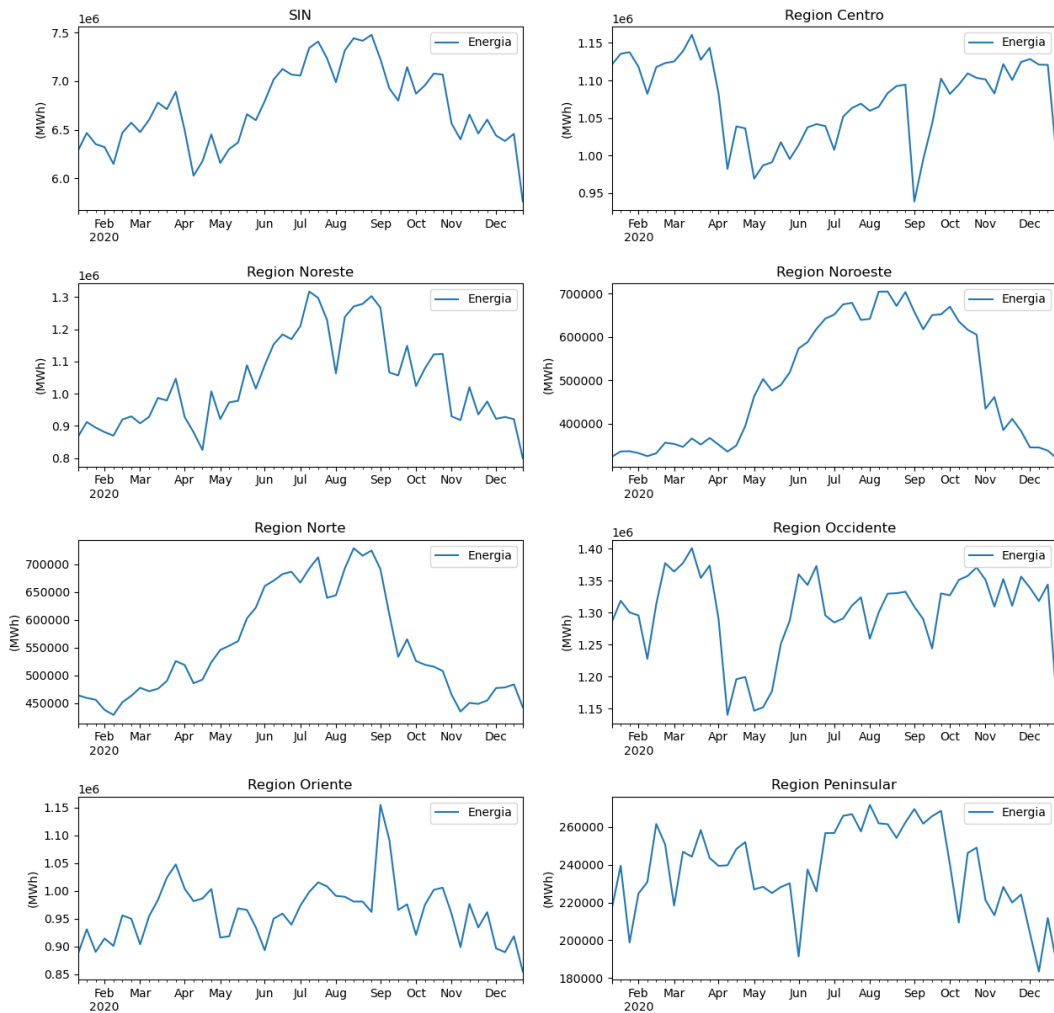 SIN
1e6
Energia
7.5
7.0
6.5
6.0
(MWh)
Feb Mar Apr May Jun Jul Aug Sep Oct Nov Dec
2020
Region Centro
1e6
Energia
1.15
1.10
1.05
1.00
0.95
(MWh)
Feb Mar Apr May Jun Jul Aug Sep Oct Nov Dec
2020
Region Noreste
1e6
Energia
1.3
1.2
1.1
1.0
0.9
0.8
(MWh)
Feb Mar Apr May Jun Jul Aug Sep Oct Nov Dec
2020
Region Noroeste
Energia
700000
600000
500000
400000
(MWh)
Feb Mar Apr May Jun Jul Aug Sep Oct Nov Dec
2020
Region Norte
Energia
700000
650000
600000
550000
500000
450000
(MWh)
Feb Mar Apr May Jun Jul Aug Sep Oct Nov Dec
2020
Region Occidente
1e6
Energia
1.40
1.35
1.30
1.25
1.20
1.15
(MWh)
Feb Mar Apr May Jun Jul Aug Sep Oct Nov Dec
2020
Region Oriente
1e6
Energia
1.15
1.10
1.05
1.00
0.95
0.90
0.85
(MWh)
Feb Mar Apr May Jun Jul Aug Sep Oct Nov Dec
2020
Region Peninsular
Energia
260000
240000
220000
200000
180000
(MWh)
Feb Mar Apr May Jun Jul Aug Sep Oct Nov Dec
2020